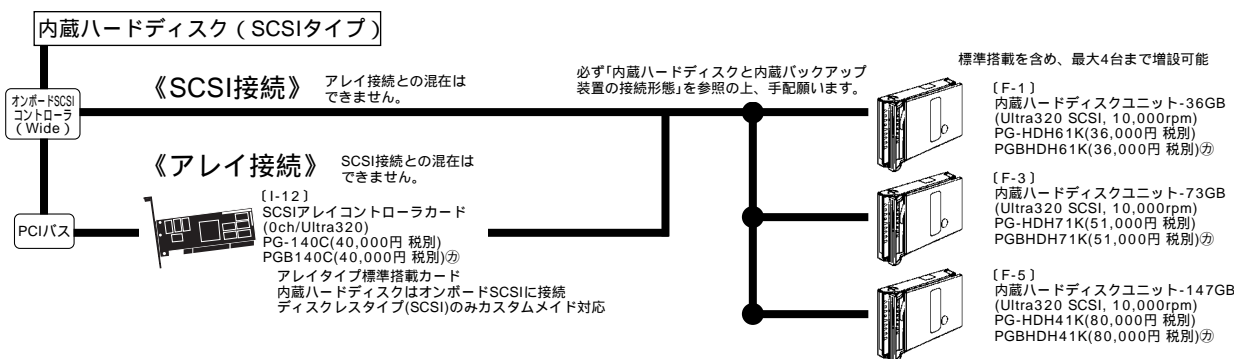 内蔵ハードディスク(SCSIタイプ)
オンボードSCSI
コントローラ
(Wide)
《SCSI接続》
アレイ接続との混在は
できません。
必ず「内蔵ハードディスクと内蔵バックアップ
装置の接続形態」を参照の上、手配願います。
標準搭載を含め、最大4台まで増設可能
〔F-1〕
内蔵ハードディスクユニット-36GB
(Ultra320 SCSI, 10,000rpm)
PG-HDH61K(36,000円 税別)
PGBHDH61K(36,000円 税別)㋕
《アレイ接続》
SCSI接続との混在は
できません。
PCIバス
〔I-12〕
SCSIアレイコントローラカード
(0ch/Ultra320)
PG-140C(40,000円 税別)
PGB140C(40,000円 税別)㋕
アレイタイプ標準搭載カード
内蔵ハードディスクはオンボードSCSIに接続
ディスクレスタイプ(SCSI)のみカスタムメイド対応
〔F-3〕
内蔵ハードディスクユニット-73GB
(Ultra320 SCSI, 10,000rpm)
PG-HDH71K(51,000円 税別)
PGBHDH71K(51,000円 税別)㋕
〔F-5〕
内蔵ハードディスクユニット-147GB
(Ultra320 SCSI, 10,000rpm)
PG-HDH41K(80,000円 税別)
PGBHDH41K(80,000円 税別)㋕